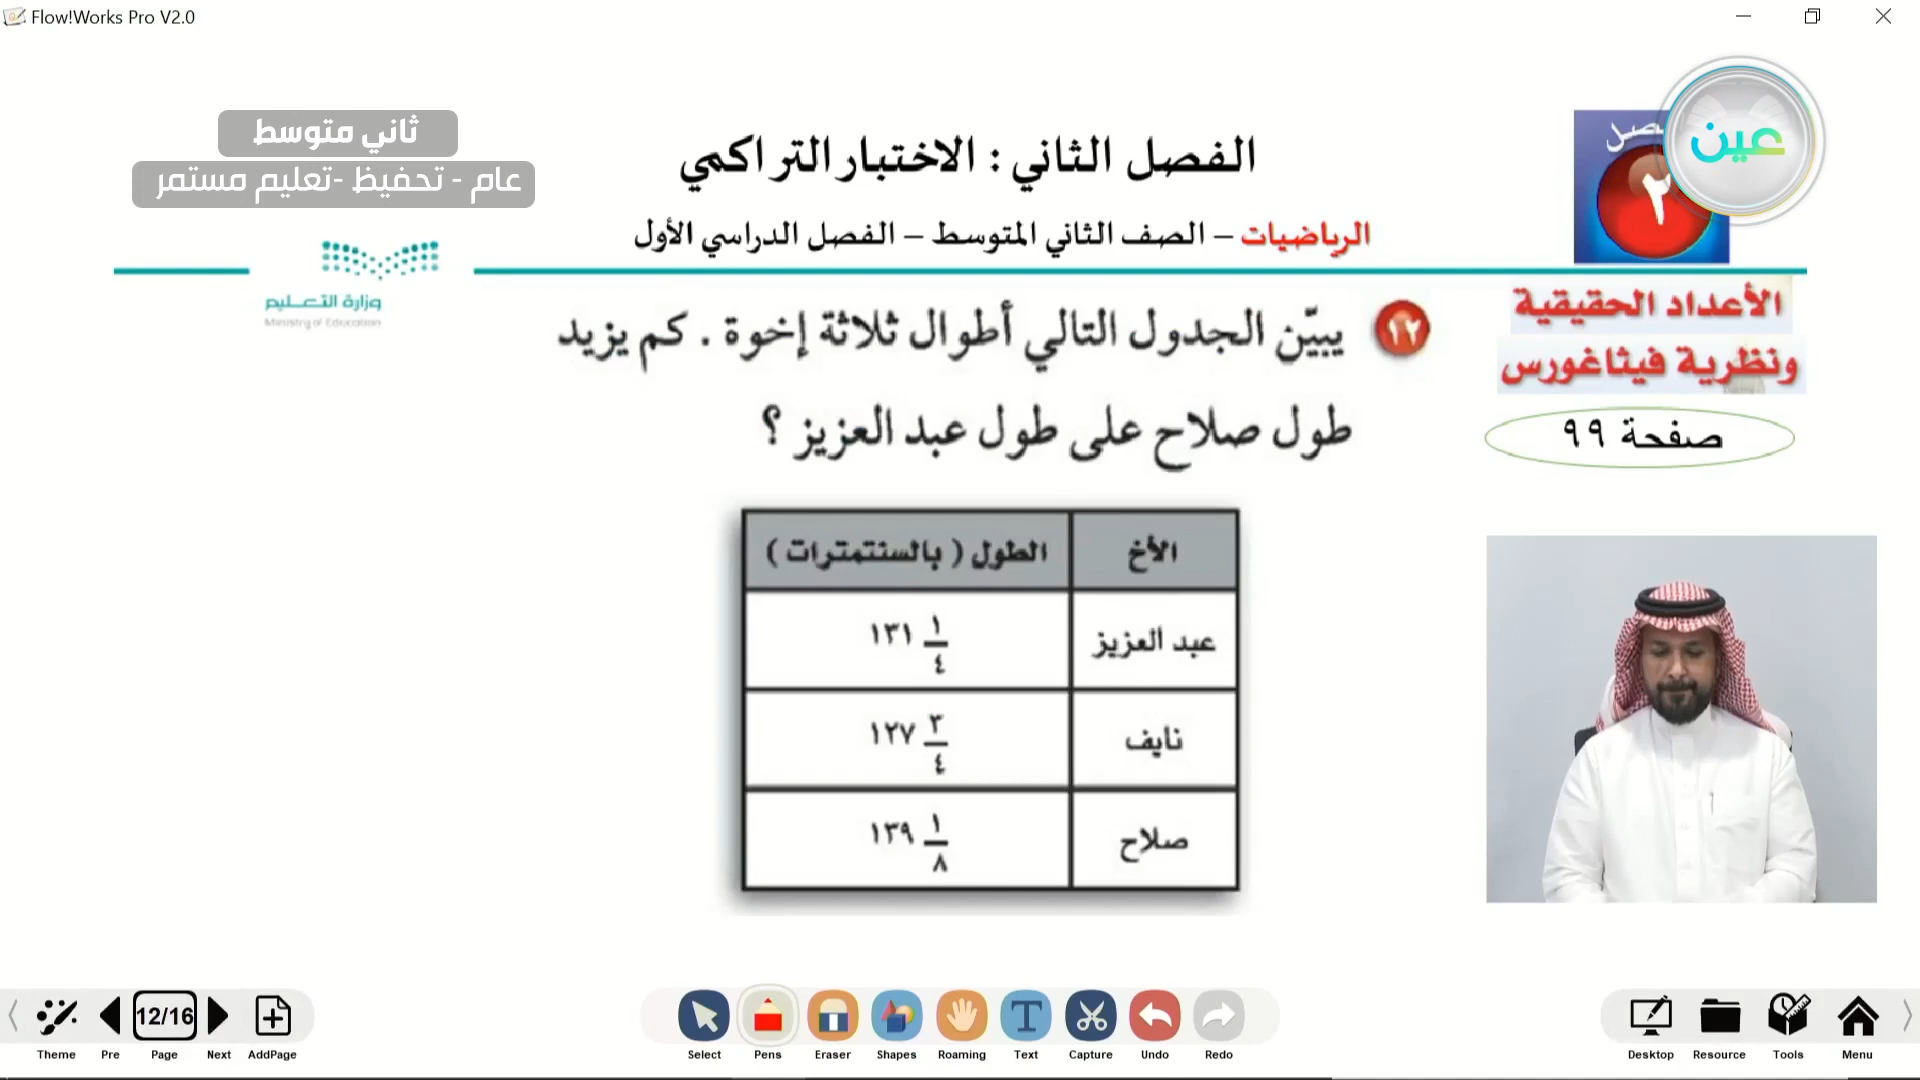 Flow!Works Pro V2.0
ثاني متوسط
عام - تحفيظ -تعليم مستمر
الفصل الثاني : الاختبار التراكمي
٢
عين
الرياضيات – الصف الثاني المتوسط – الفصل الدراسي الأول
وزارة التعليم
Ministry of Education
الأعداد الحقيقية
ونظرية فيثاغورس
صفحة ٩٩
١٢ يبيّن الجدول التالي أطوال ثلاثة إخوة . كم يزيد
طول صلاح على طول عبد العزيز ؟
الأخ الطول ( بالسنتمترات )
عبد العزيز ١٣١ ١/٤
نايف ١٢٧ ٣/٤
صلاح ١٣٩ ١/٨
12/16
Theme Pre Page Next AddPage Select Pens Eraser Shapes Roaming Text Capture Undo Redo Desktop Resource Tools Menu